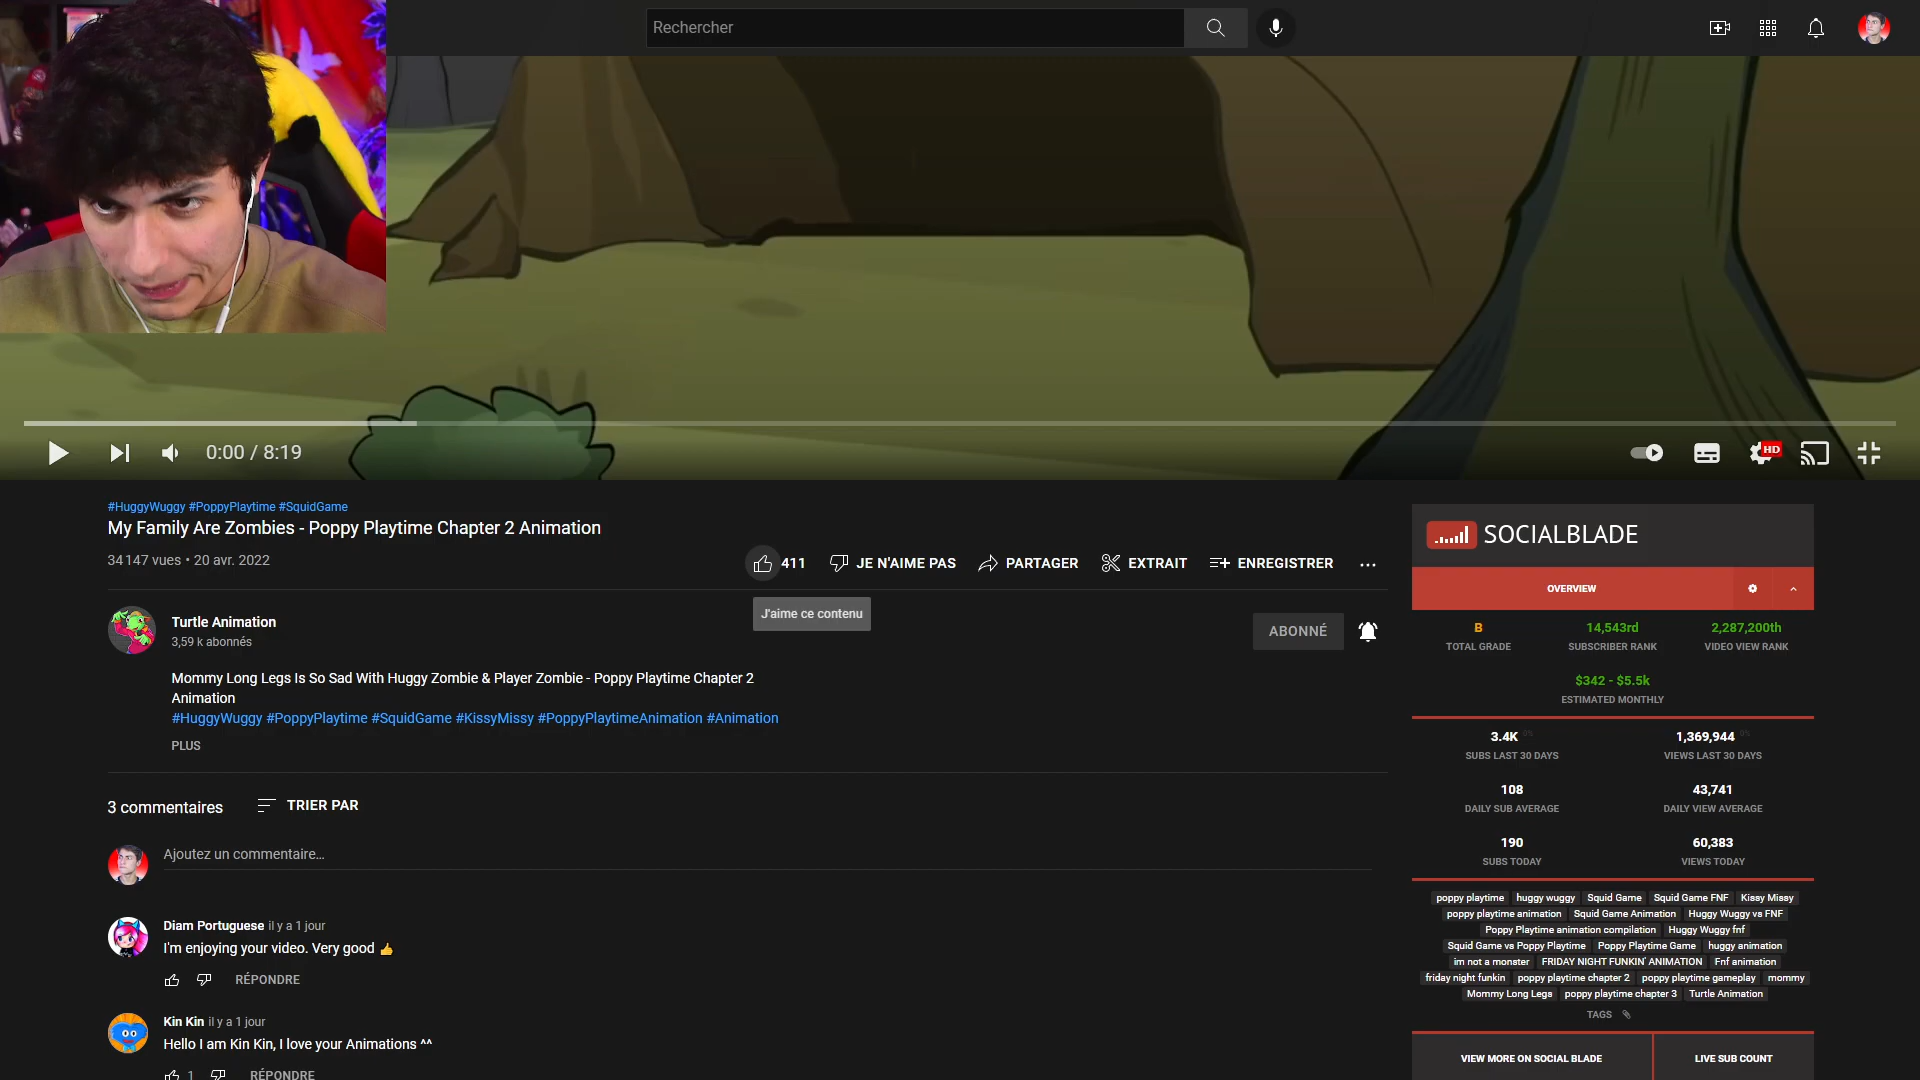 Rechercher
0:00 / 8:19
HD
#HuggyWuggy #PoppyPlaytime #SquidGame
My Family Are Zombies - Poppy Playtime Chapter 2 Animation
34 147 vues • 20 avr. 2022
411
JE N'AIME PAS
PARTAGER
EXTRAIT
ENREGISTRER
J'aime ce contenu
Turtle Animation
3,59 k abonnés
ABONNÉ
Mommy Long Legs Is So Sad With Huggy Zombie & Player Zombie - Poppy Playtime Chapter 2
Animation
#HuggyWuggy #PoppyPlaytime #SquidGame #KissyMissy #PoppyPlaytimeAnimation #Animation
PLUS
3 commentaires
TRIER PAR
Ajoutez un commentaire...
Diam Portuguese il y a 1 jour
I'm enjoying your video. Very good 👍
RÉPONDRE
Kin Kin il y a 1 jour
Hello I am Kin Kin, I love your Animations ^^
1
RÉPONDRE
SOCIALBLADE
OVERVIEW
B 14,543rd 2,287,200th
TOTAL GRADE SUBSCRIBER RANK VIDEO VIEW RANK
$342 - $5.5k
ESTIMATED MONTHLY
3.4K 0% 1,369,944 0%
SUBS LAST 30 DAYS VIEWS LAST 30 DAYS
108 43,741
DAILY SUB AVERAGE DAILY VIEW AVERAGE
190 60,383
SUBS TODAY VIEWS TODAY
poppy playtime huggy wuggy Squid Game Squid Game FNF Kissy Missy
poppy playtime animation Squid Game Animation Huggy Wuggy vs FNF
Poppy Playtime animation compilation Huggy Wuggy fnf
Squid Game vs Poppy Playtime Poppy Playtime Game huggy animation
im not a monster FRIDAY NIGHT FUNKIN' ANIMATION Fnf animation
friday night funkin poppy playtime chapter 2 poppy playtime gameplay mommy
Mommy Long Legs poppy playtime chapter 3 Turtle Animation
TAGS
VIEW MORE ON SOCIAL BLADE
LIVE SUB COUNT